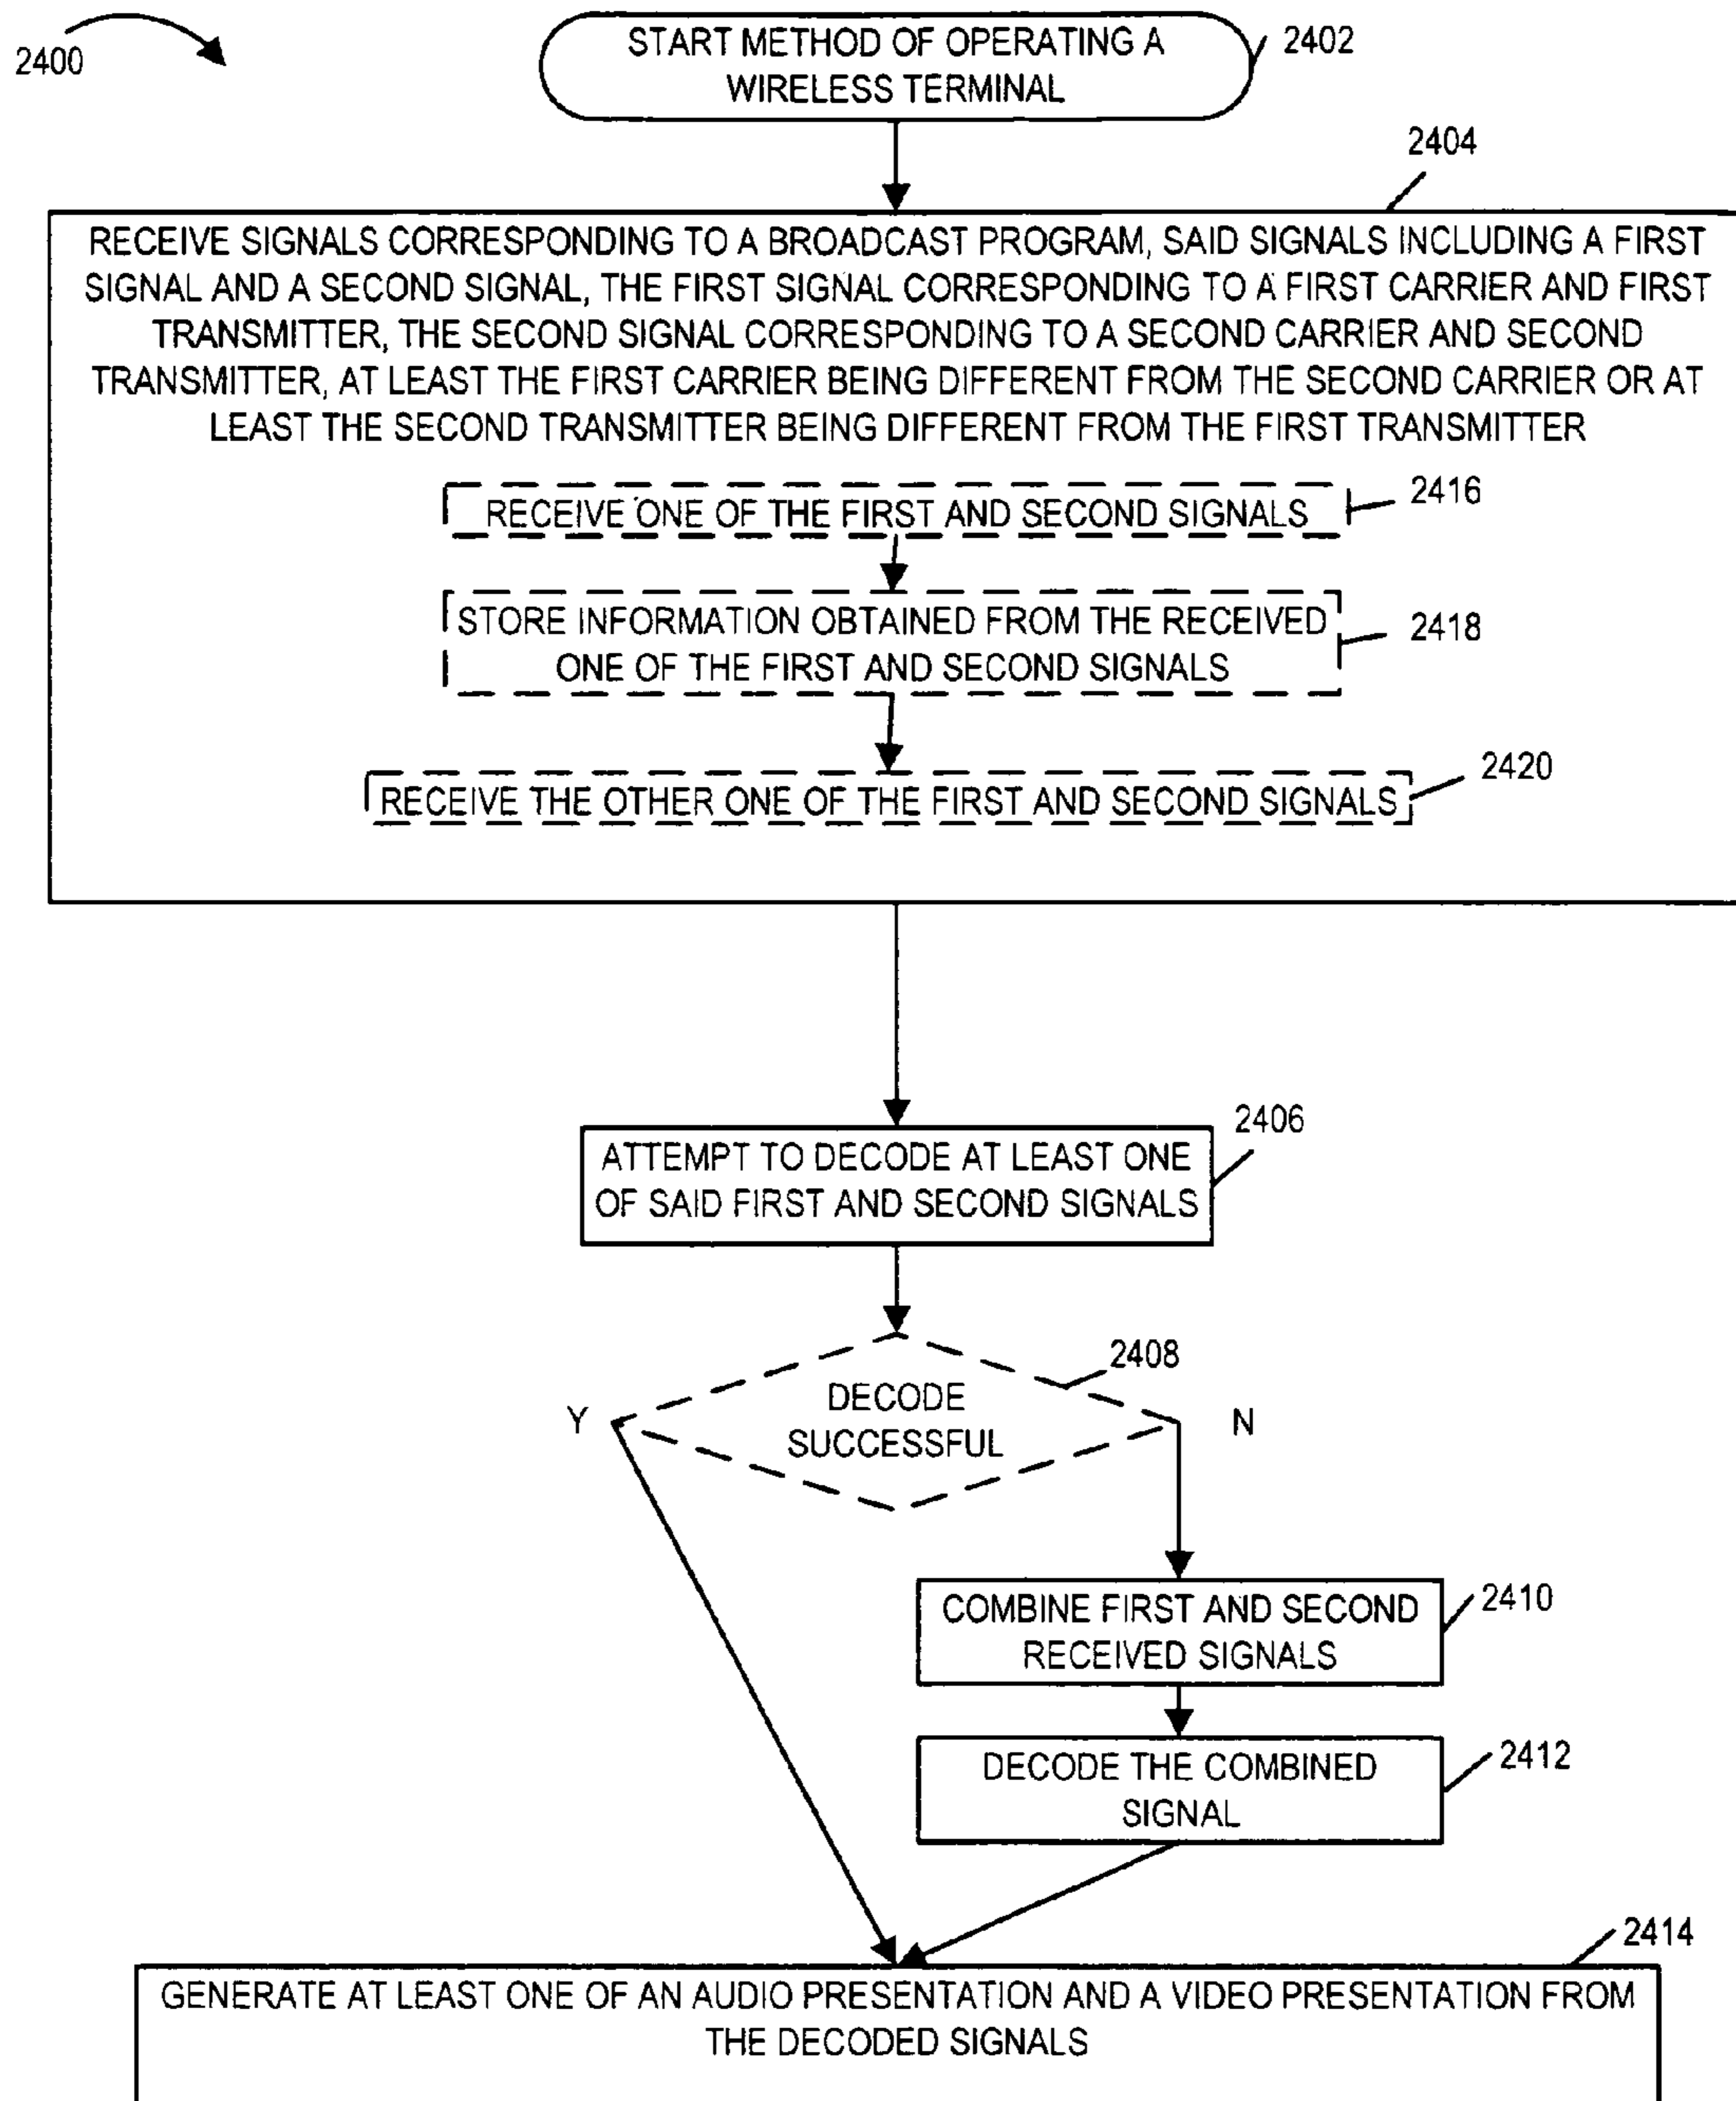 2400
START METHOD OF OPERATING A
WIRELESS TERMINAL
2402
2404
RECEIVE SIGNALS CORRESPONDING TO A BROADCAST PROGRAM, SAID SIGNALS INCLUDING A FIRST
SIGNAL AND A SECOND SIGNAL, THE FIRST SIGNAL CORRESPONDING TO A FIRST CARRIER AND FIRST
TRANSMITTER, THE SECOND SIGNAL CORRESPONDING TO A SECOND CARRIER AND SECOND
TRANSMITTER, AT LEAST THE FIRST CARRIER BEING DIFFERENT FROM THE SECOND CARRIER OR AT
LEAST THE SECOND TRANSMITTER BEING DIFFERENT FROM THE FIRST TRANSMITTER
RECEIVE ONE OF THE FIRST AND SECOND SIGNALS
2416
STORE INFORMATION OBTAINED FROM THE RECEIVED
ONE OF THE FIRST AND SECOND SIGNALS
2418
RECEIVE THE OTHER ONE OF THE FIRST AND SECOND SIGNALS
2420
2406
ATTEMPT TO DECODE AT LEAST ONE
OF SAID FIRST AND SECOND SIGNALS
2408
DECODE
SUCCESSFUL
Y
N
COMBINE FIRST AND SECOND
RECEIVED SIGNALS
2410
DECODE THE COMBINED
SIGNAL
2412
2414
GENERATE AT LEAST ONE OF AN AUDIO PRESENTATION AND A VIDEO PRESENTATION FROM
THE DECODED SIGNALS